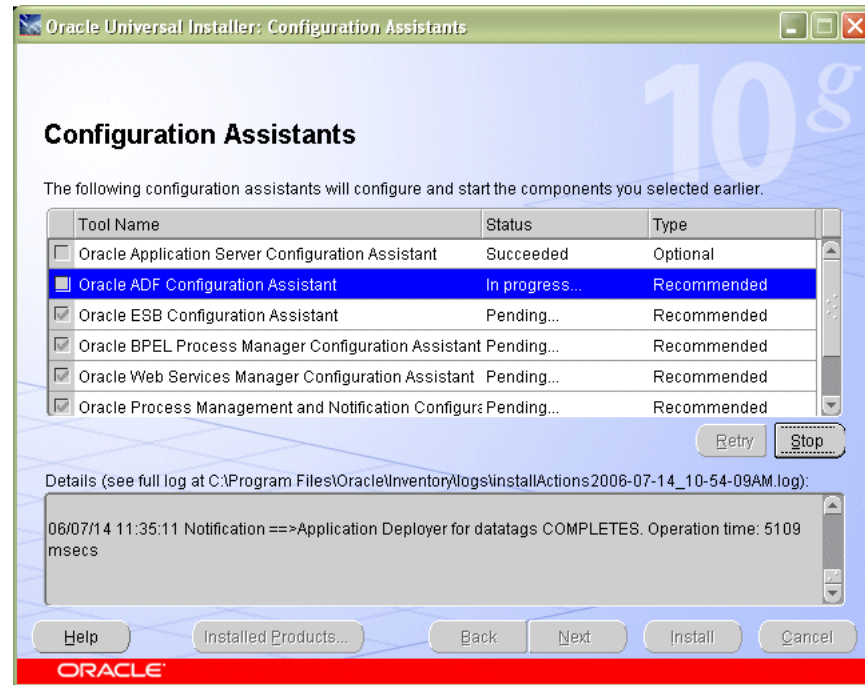 Oracle Universal Installer: Configuration Assistants
10g
Configuration Assistants
The following configuration assistants will configure and start the components you selected earlier.
Tool Name Status Type
Oracle Application Server Configuration Assistant Succeeded Optional
Oracle ADF Configuration Assistant In progress... Recommended
Oracle ESB Configuration Assistant Pending... Recommended
Oracle BPEL Process Manager Configuration Assistant Pending... Recommended
Oracle Web Services Manager Configuration Assistant Pending... Recommended
Oracle Process Management and Notification Configura Pending... Recommended
Retry Stop
Details (see full log at C:\Program Files\Oracle\Inventory\logs\installActions2006-07-14_10-54-09AM.log):
06/07/14 11:35:11 Notification ==>Application Deployer for datatags COMPLETES. Operation time: 5109
msecs
Help Installed Products... Back Next Install Cancel
ORACLE